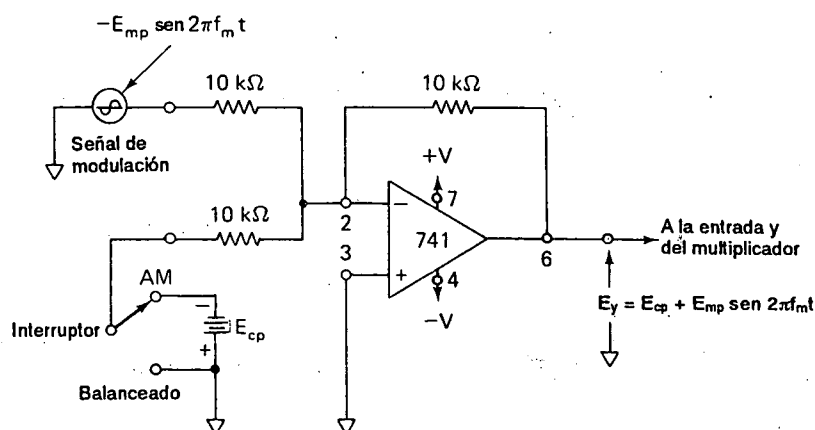 −E_mp sen 2πf_m t
10 kΩ
10 kΩ
Señal de
modulación
+V
10 kΩ
7
2
−
741
3
+
4
6
A la entrada y
del multiplicador
AM
−
Interruptor
E_cp
+
−V
E_y = E_cp + E_mp sen 2πf_m t
Balanceado